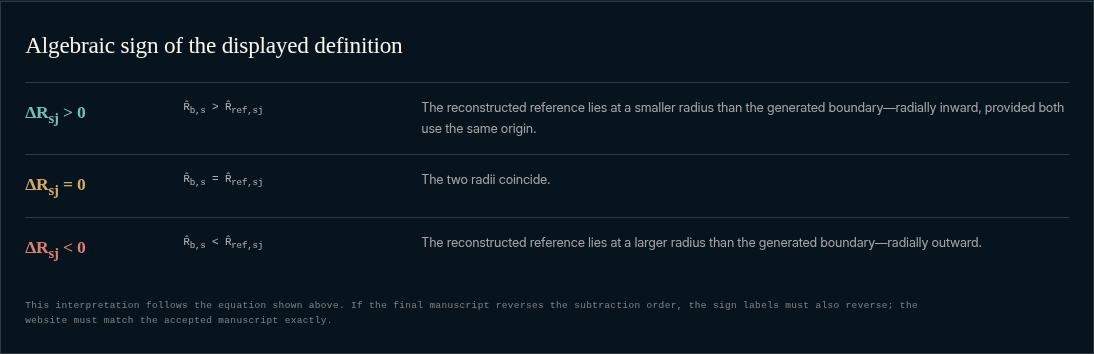 Algebraic sign of the displayed definition
ΔRsj > 0
R̂b,s > R̂ref,sj
The reconstructed reference lies at a smaller radius than the generated boundary—radially inward, provided both
use the same origin.
ΔRsj = 0
R̂b,s = R̂ref,sj
The two radii coincide.
ΔRsj < 0
R̂b,s < R̂ref,sj
The reconstructed reference lies at a larger radius than the generated boundary—radially outward.
This interpretation follows the equation shown above. If the final manuscript reverses the subtraction order, the sign labels must also reverse; the
website must match the accepted manuscript exactly.